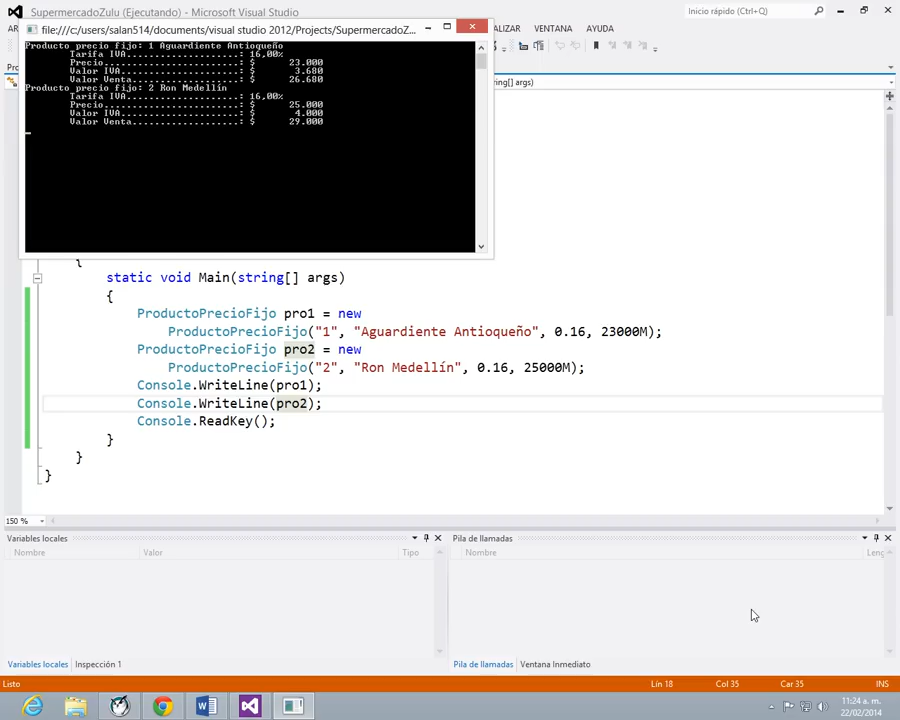 SupermercadoZulu (Ejecutando) - Microsoft Visual Studio
Inicio rápido (Ctrl+Q)
file:///c:/users/salan514/documents/visual studio 2012/Projects/SupermercadoZ...
VENTANA
AYUDA
Producto precio fijo: 1 Aguardiente Antioqueño
Tarifa IVA......................: 16,00%
Precio..........................: $ 23.000
Valor IVA.......................: $ 3.680
Valor Venta.....................: $ 26.680
Producto precio fijo: 2 Ron Medellín
Tarifa IVA......................: 16,00%
Precio..........................: $ 25.000
Valor IVA.......................: $ 4.000
Valor Venta.....................: $ 29.000
ring[] args)
{
static void Main(string[] args)
{
ProductoPrecioFijo pro1 = new
ProductoPrecioFijo("1", "Aguardiente Antioqueño", 0.16, 23000M);
ProductoPrecioFijo pro2 = new
ProductoPrecioFijo("2", "Ron Medellín", 0.16, 25000M);
Console.WriteLine(pro1);
Console.WriteLine(pro2);
Console.ReadKey();
}
}
}
150 %
Variables locales
Nombre
Valor
Tipo
Variables locales
Inspección 1
Pila de llamadas
Nombre
Leng
Pila de llamadas
Ventana Inmediato
Listo
Lín 18
Col 35
Car 35
INS
11:24 a. m.
22/02/2014